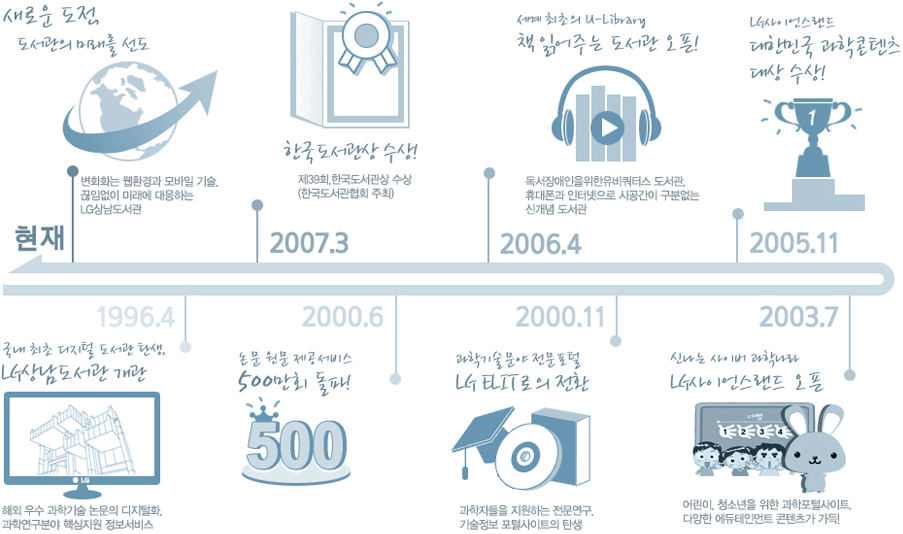 새로운 도전,
도서관의 미래를 선도
변화화는 웹환경과 모바일 기술,
끊임없이 미래에 대응하는
LG상남도서관
현재
한국도서관상 수상!
제39회,한국도서관상 수상
(한국도서관협회 주최)
2007.3
세계 최초의 U-Library
책 읽어주는 도서관 오픈!
독서장애인을위한유비쿼터스 도서관,
휴대폰과 인터넷으로 시공간이 구분없는
신개념 도서관
2006.4
LG사이언스랜드
대한민국 과학콘텐츠
대상 수상!
1
2005.11
1996.4
국내 최초 디지털 도서관 탄생,
LG상남도서관 개관
LG
해외 우수 과학기술 논문의 디지털화,
과학연구분야 핵심지원 정보서비스
2000.6
논문 원문 제공서비스
500만회 돌파!
500
2000.11
과학기술분야 전문포털
LG ELIT로의 전환
과학자들을 지원하는 전문연구,
기술정보 포털사이트의 탄생
2003.7
신나는 사이버 과학나라
LG사이언스랜드 오픈
1 2 3 4
어린이, 청소년을 위한 과학포털사이트,
다양한 에듀테인먼트 콘텐츠가 가득!